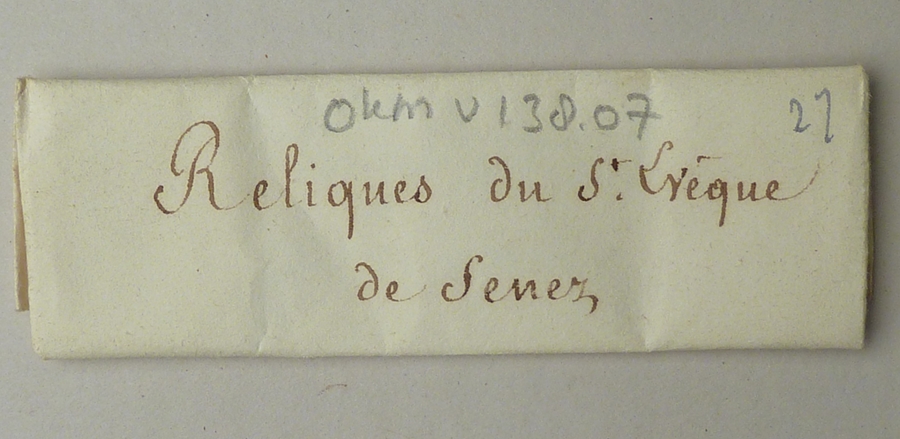 OKM V 138.07
27
Reliques du St. Evêque
de Senez